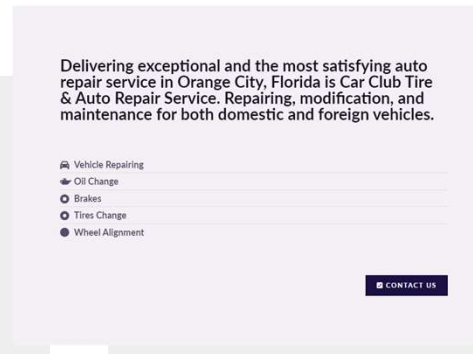 Delivering exceptional and the most satisfying auto
repair service in Orange City, Florida is Car Club Tire
& Auto Repair Service. Repairing, modification, and
maintenance for both domestic and foreign vehicles.
Vehicle Repairing
Oil Change
Brakes
Tires Change
Wheel Alignment
CONTACT US